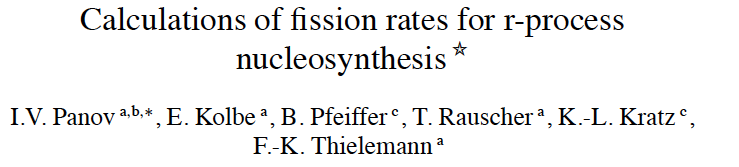 Calculations of fission rates for r-process
nucleosynthesis ☆
I.V. Panov a,b,*, E. Kolbe a, B. Pfeiffer c, T. Rauscher a, K.-L. Kratz c,
F.-K. Thielemann a